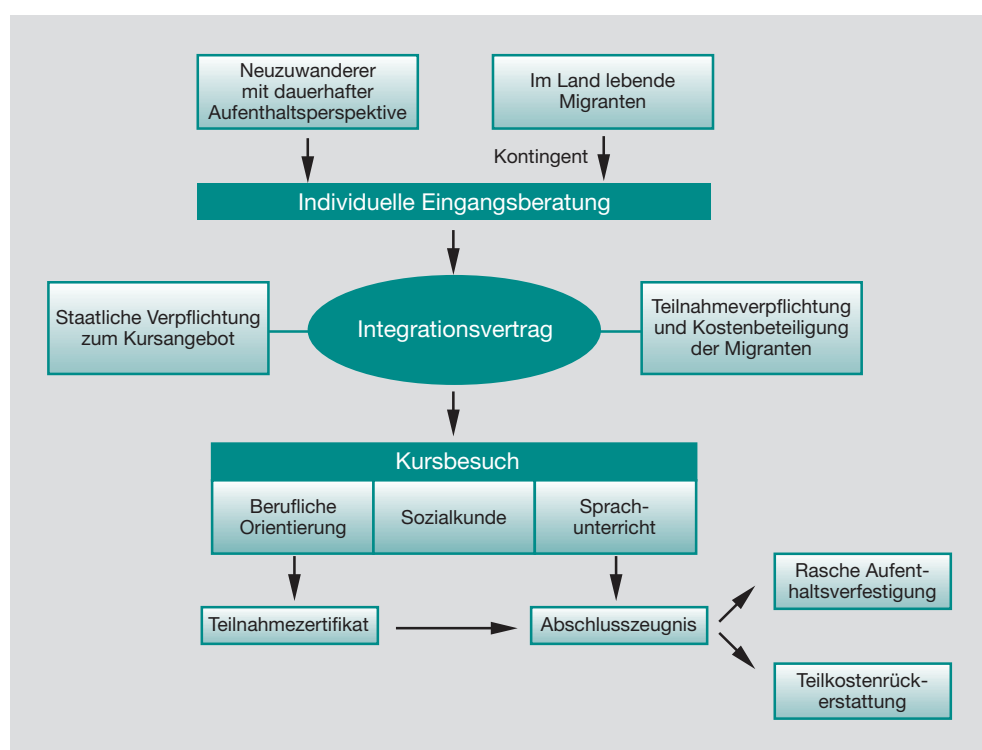 Neuzuwanderer
mit dauerhafter
Aufenthaltsperspektive
Im Land lebende
Migranten
Kontingent
Individuelle Eingangsberatung
Staatliche Verpflichtung
zum Kursangebot
Integrationsvertrag
Teilnahmeverpflichtung
und Kostenbeteiligung
der Migranten
Kursbesuch
Berufliche
Orientierung
Sozialkunde
Sprach-
unterricht
Teilnahmezertifikat
Abschlusszeugnis
Rasche Aufent-
haltsverfestigung
Teilkostenrück-
erstattung